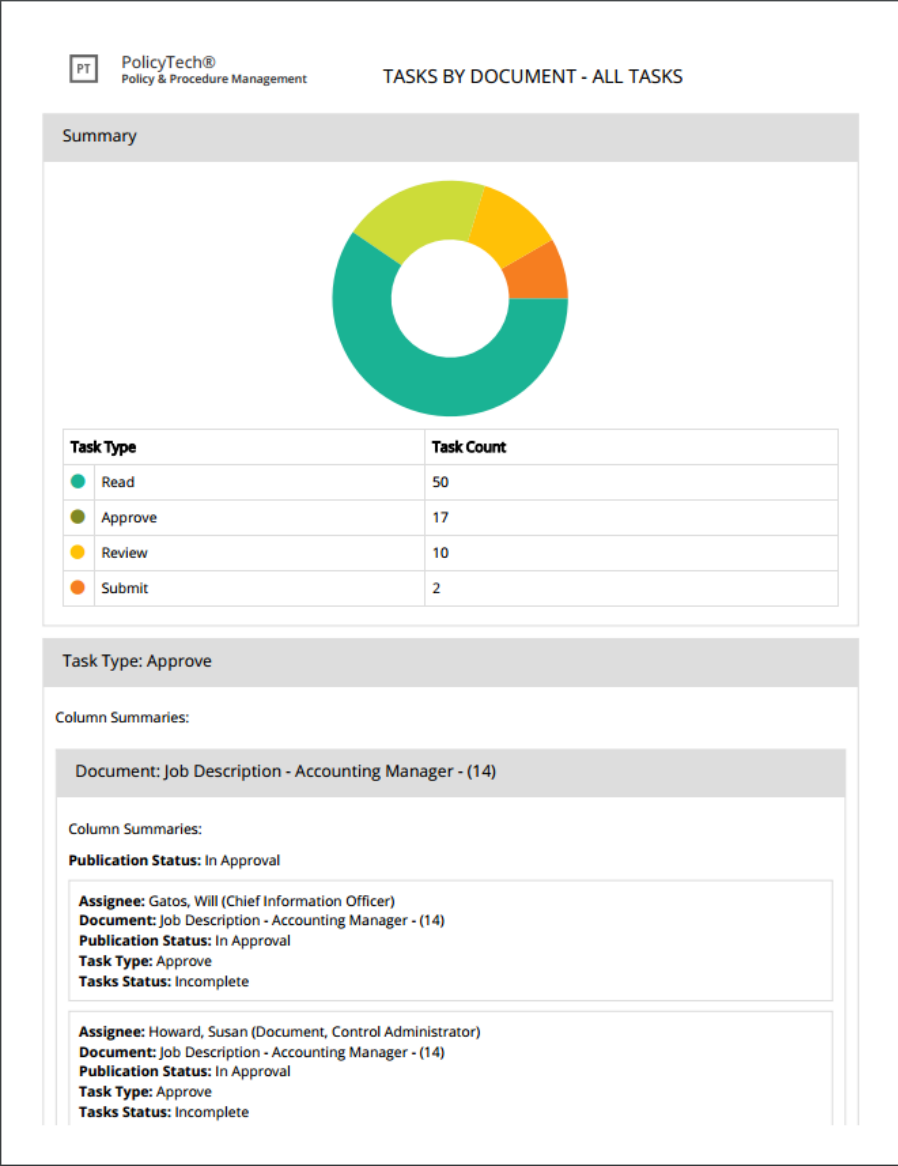 PT
PolicyTech®
Policy & Procedure Management
TASKS BY DOCUMENT - ALL TASKS
Summary
Task Type Task Count
Read 50
Approve 17
Review 10
Submit 2
Task Type: Approve
Column Summaries:
Document: Job Description - Accounting Manager - (14)
Column Summaries:
Publication Status: In Approval
Assignee: Gatos, Will (Chief Information Officer)
Document: Job Description - Accounting Manager - (14)
Publication Status: In Approval
Task Type: Approve
Tasks Status: Incomplete
Assignee: Howard, Susan (Document, Control Administrator)
Document: Job Description - Accounting Manager - (14)
Publication Status: In Approval
Task Type: Approve
Tasks Status: Incomplete